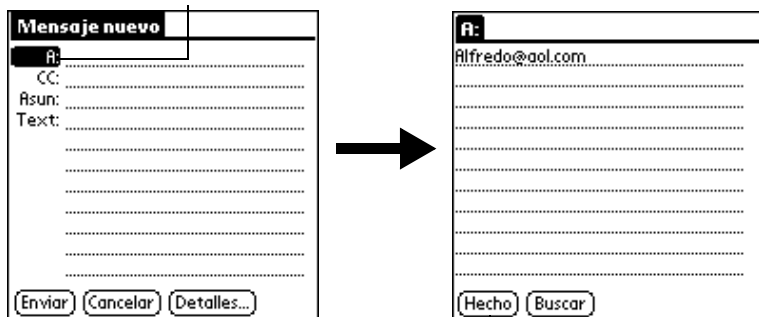 Mensaje nuevo
A:
CC:
Asun:
Text:
Enviar Cancelar Detalles...
A:
Alfredo@aol.com
Hecho Buscar